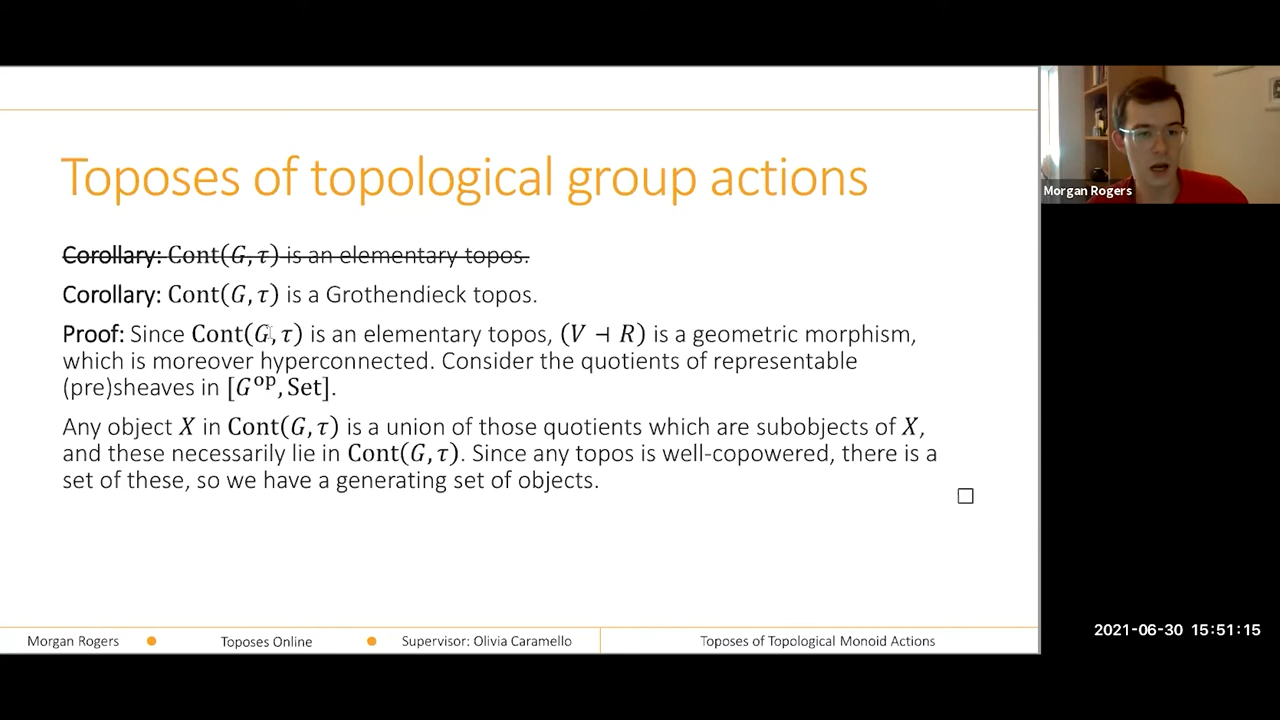 Toposes of topological group actions
Corollary: Cont(G, τ) is an elementary topos.
Corollary: Cont(G, τ) is a Grothendieck topos.
Proof: Since Cont(G, τ) is an elementary topos, (V ⊣ R) is a geometric morphism,
which is moreover hyperconnected. Consider the quotients of representable
(pre)sheaves in [G^op, Set].
Any object X in Cont(G, τ) is a union of those quotients which are subobjects of X,
and these necessarily lie in Cont(G, τ). Since any topos is well-copowered, there is a
set of these, so we have a generating set of objects.
□
Morgan Rogers
Toposes Online
Supervisor: Olivia Caramello
Toposes of Topological Monoid Actions
Morgan Rogers
2021-06-30 15:51:15